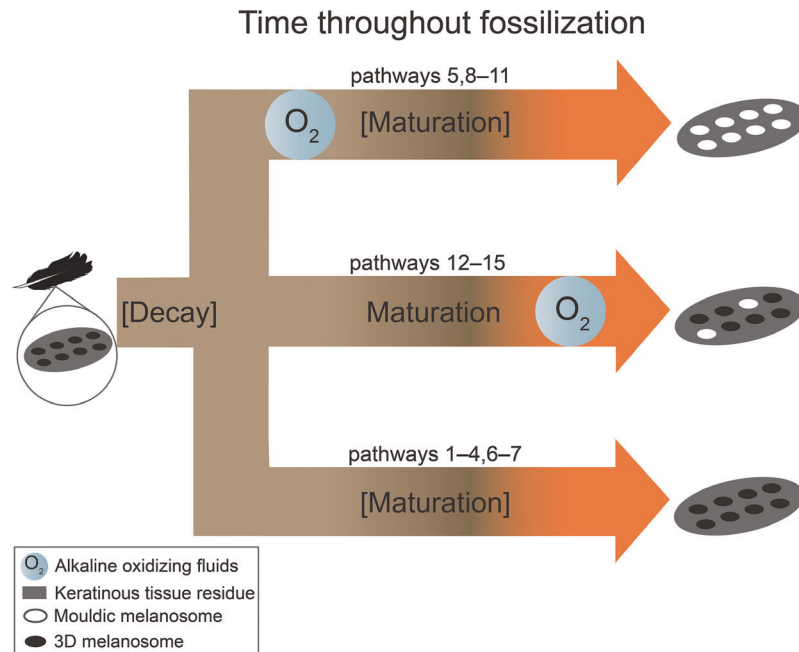 Time throughout fossilization
pathways 5,8–11
O2
[Maturation]
pathways 12–15
[Decay]
Maturation
O2
pathways 1–4,6–7
[Maturation]
O2 Alkaline oxidizing fluids
Keratinous tissue residue
Mouldic melanosome
3D melanosome